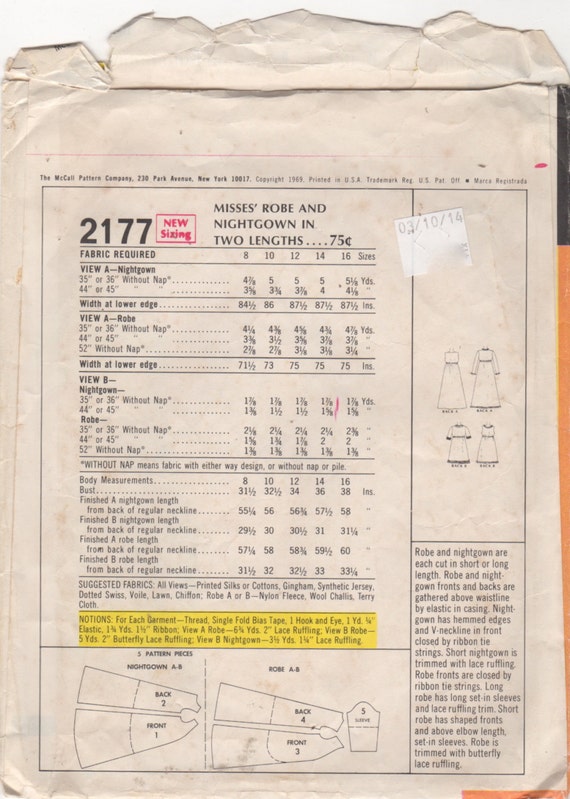 The McCall Pattern Company, 230 Park Avenue, New York 10017. Copyright 1969. Printed in U.S.A. Trademark Reg. U.S. Pat. Off ■ Marca Registrada
2177 NEW Sizing
MISSES' ROBE AND
NIGHTGOWN IN
TWO LENGTHS....75¢
03/10/14
FABRIC REQUIRED 8 10 12 14 16 Sizes
VIEW A—Nightgown
35" or 36" Without Nap* 4⅞ 5 5 5 5⅛ Yds.
44" or 45" " " 3⅝ 3¾ 3⅞ 4 4⅛ "
Width at lower edge 84½ 86 87½ 87½ 87½ Ins.
VIEW A—Robe
35" or 36" Without Nap* 4¼ 4⅜ 4⅝ 4¾ 4⅞ Yds.
44" or 45" " " 3⅜ 3½ 3⅝ 3⅞ 3⅞ "
52" Without Nap* 2⅞ 2⅞ 3⅛ 3⅛ 3¼ "
Width at lower edge 71½ 73 75 75 75 Ins.
VIEW B—
Nightgown—
35" or 36" Without Nap* 1⅞ 1⅞ 1⅞ 1⅞ 1⅞ Yds.
44" or 45" " " 1⅜ 1½ 1½ 1⅝ 1⅝ "
Robe—
35" or 36" Without Nap* 2⅛ 2¼ 2¼ 2¼ 2⅜ "
44" or 45" " " 1⅝ 1¾ 1⅞ 2 2 "
52" Without Nap* 1⅜ 1⅜ 1⅜ 1⅝ 1⅝ "
*WITHOUT NAP means fabric with either way design, or without nap or pile.
Body Measurements 8 10 12 14 16
Bust 31½ 32½ 34 36 38 Ins.
Finished A nightgown length
from back of regular neckline 55¼ 56 56¾ 57½ 58 "
Finished B nightgown length
from back of regular neckline 29½ 30 30½ 31 31¼ "
Finished A robe length
from back of regular neckline 57¼ 58 58¾ 59½ 60 "
Finished B robe length
from back of regular neckline 31½ 32 32½ 33 33¼ "
SUGGESTED FABRICS: All Views—Printed Silks or Cottons, Gingham, Synthetic Jersey,
Dotted Swiss, Voile, Lawn, Chiffon; Robe A or B—Nylon Fleece, Wool Challis, Terry
Cloth.
NOTIONS: For Each Garment—Thread, Single Fold Bias Tape, 1 Hook and Eye, 1 Yd. ¼"
Elastic, 1¾ Yds. 1½" Ribbon; View A Robe—6¾ Yds. 2" Lace Ruffling; View B Robe—
5 Yds. 2" Butterfly Lace Ruffling; View B Nightgown—3½ Yds. 1¼" Lace Ruffling.
5 PATTERN PIECES
NIGHTGOWN A-B
BACK
2
FRONT
1
ROBE A-B
BACK
4
FRONT
3
5
SLEEVE
BACK A
BACK A
BACK B
BACK B
Robe and nightgown are
each cut in short or long
length. Robe and night-
gown fronts and backs are
gathered above waistline
by elastic in casing. Night-
gown has hemmed edges
and V-neckline in front
closed by ribbon tie
strings. Short nightgown is
trimmed with lace ruffling.
Robe fronts are closed by
ribbon tie strings. Long
robe has long set-in sleeves
and lace ruffling trim. Short
robe has shaped fronts
and above elbow length,
set-in sleeves. Robe is
trimmed with butterfly
lace ruffling.